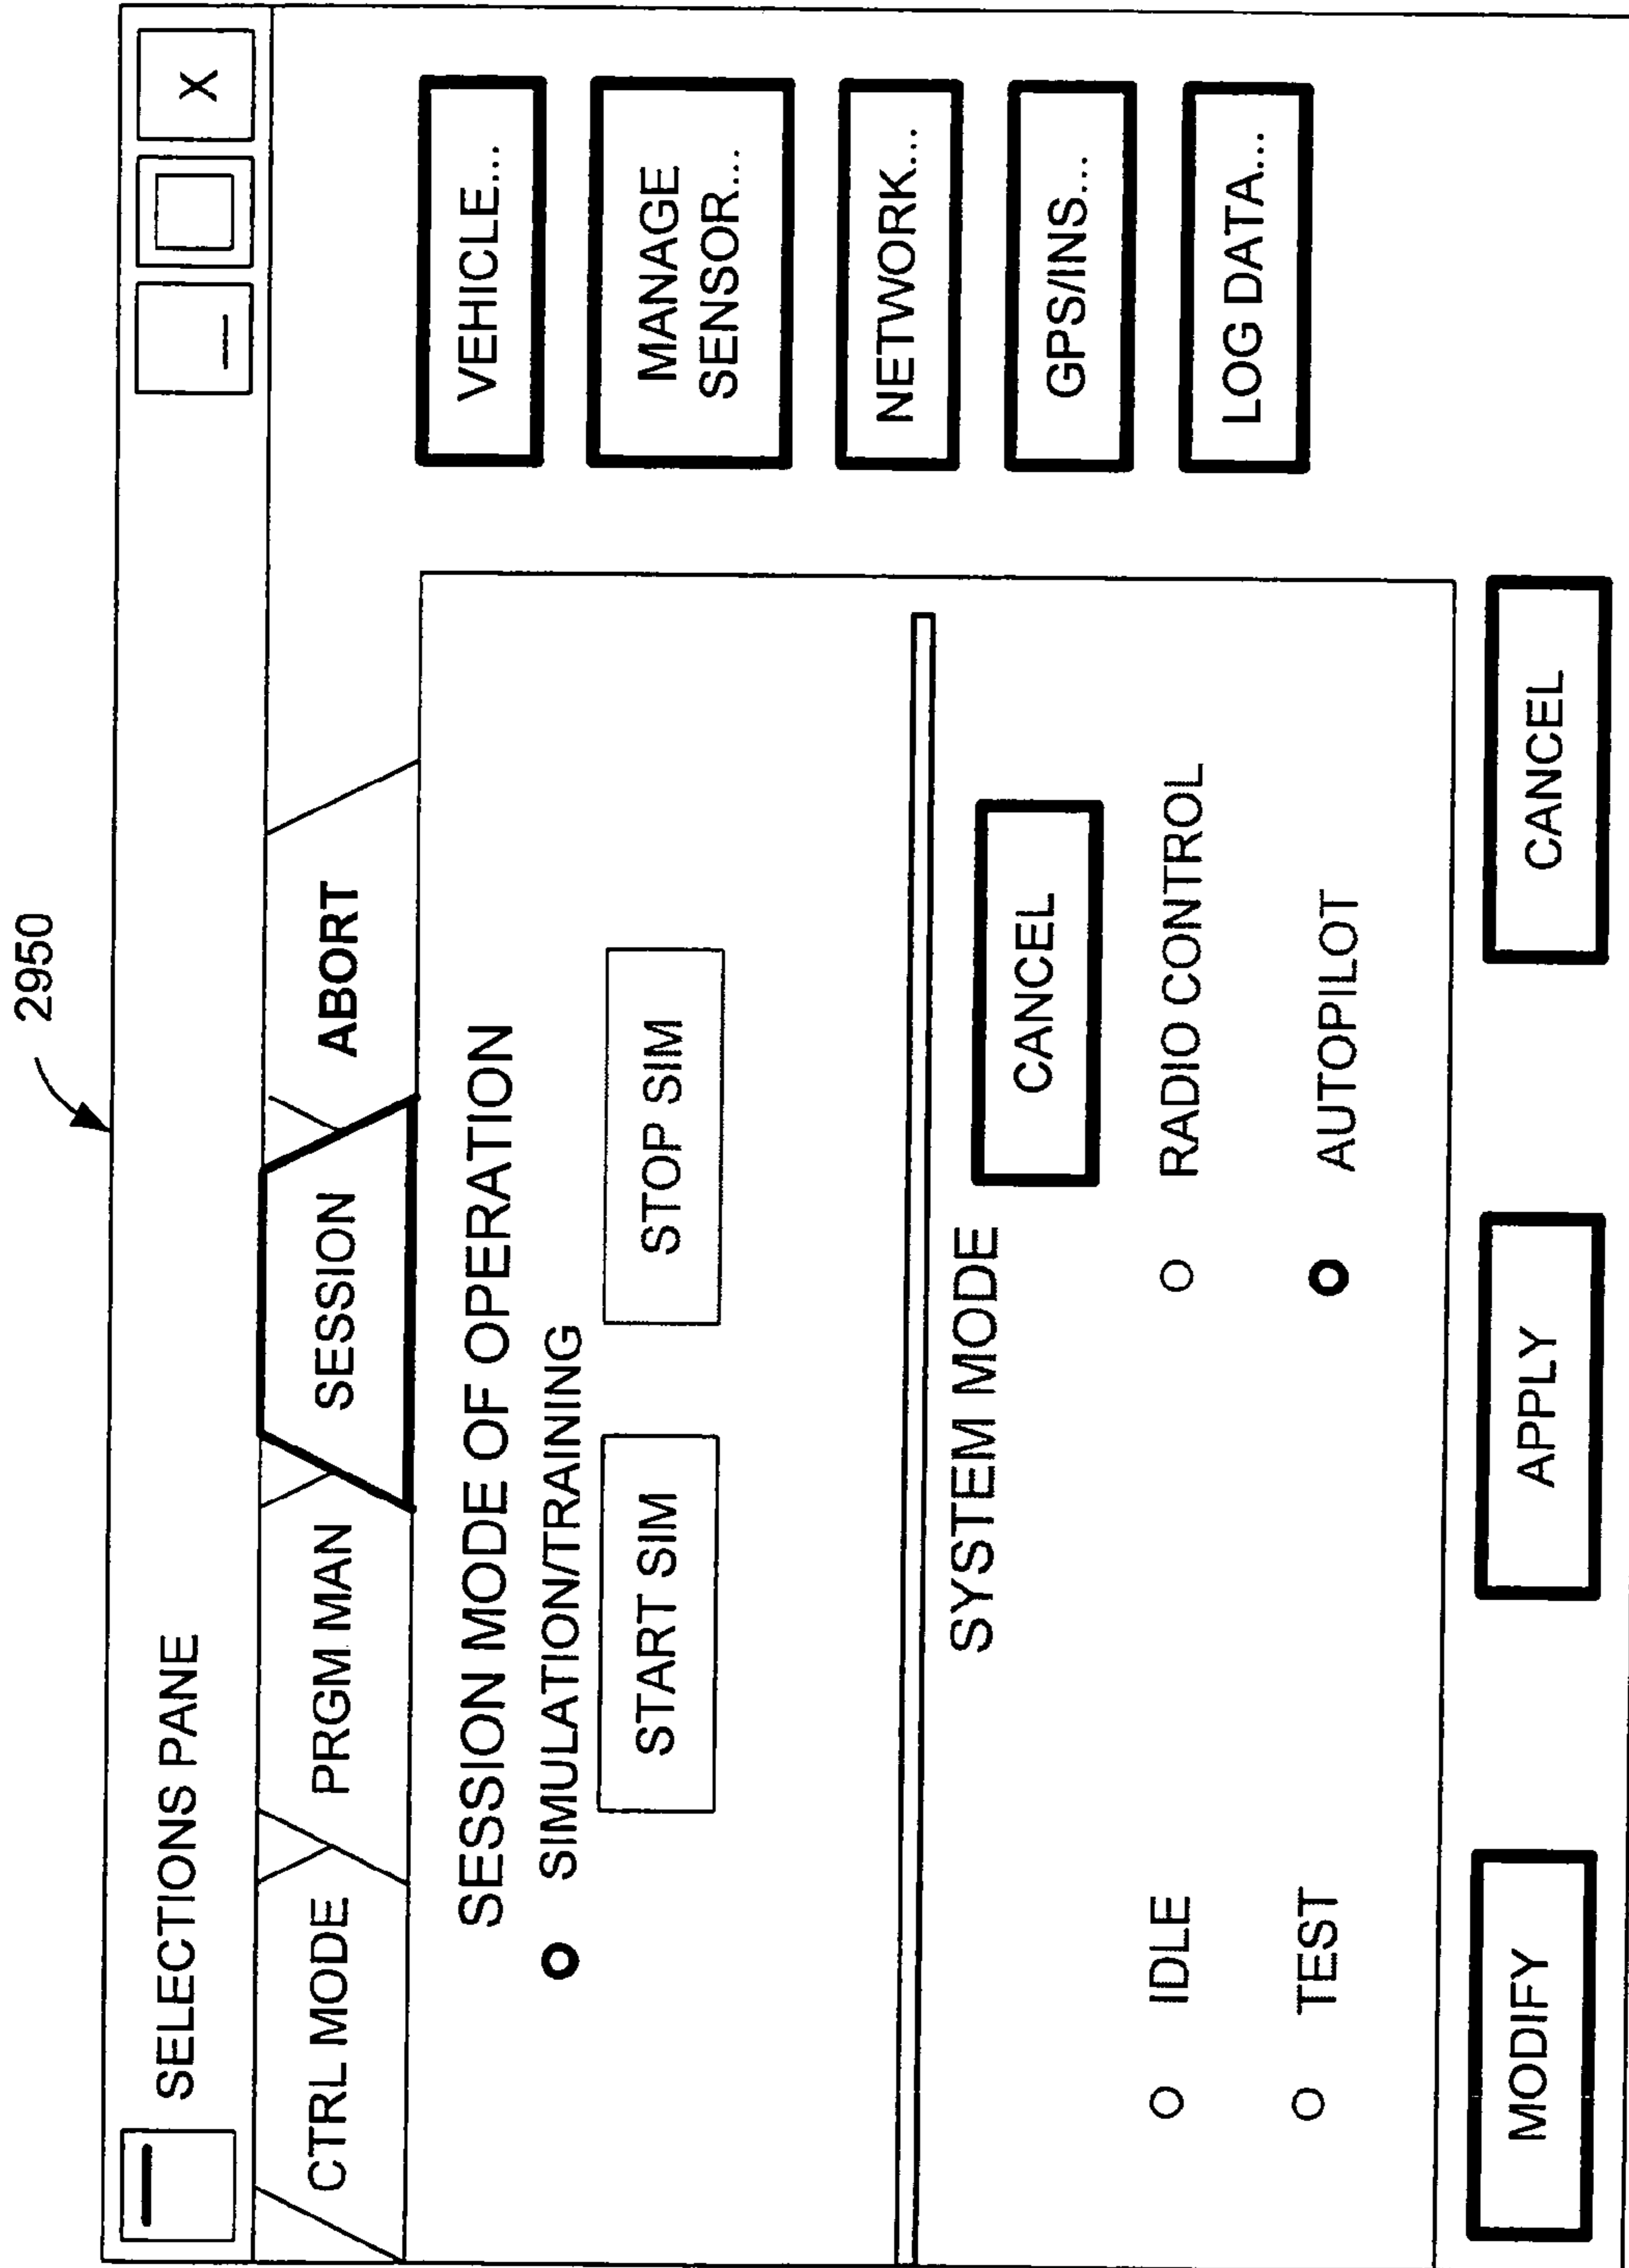 2950
SELECTIONS PANE
X
CTRL MODE
PRGM MAN
SESSION
ABORT
SESSION MODE OF OPERATION
SIMULATION/TRAINING
START SIM
STOP SIM
SYSTEM MODE
CANCEL
IDLE
RADIO CONTROL
TEST
AUTOPILOT
VEHICLE...
MANAGE
SENSOR...
NETWORK...
GPS/INS...
LOG DATA...
MODIFY
APPLY
CANCEL